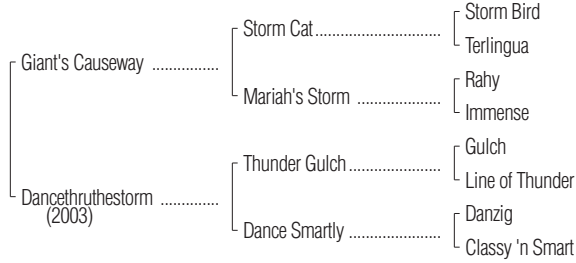 Storm Bird
Storm Cat
Terlingua
Giant's Causeway
Rahy
Mariah's Storm
Immense
Gulch
Thunder Gulch
Line of Thunder
Dancethruthestorm
(2003)
Danzig
Dance Smartly
Classy 'n Smart